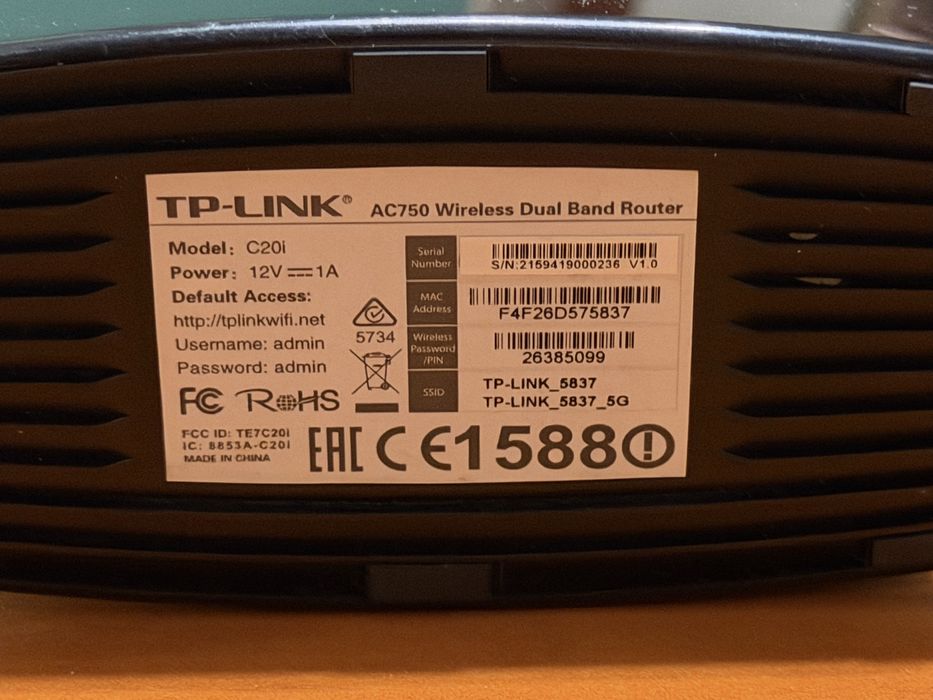 TP-LINK® AC750 Wireless Dual Band Router
Model: C20i
Power: 12V⎓1A
Default Access:
http://tplinkwifi.net
Username: admin
Password: admin
5734
Serial
Number
S/N:2159419000236 V1.0
MAC
Address
F4F26D575837
Wireless
Password
/PIN
26385099
SSID
TP-LINK_5837
TP-LINK_5837_5G
FC RoHS
FCC ID: TE7C20I
IC: 8853A-C20I
MADE IN CHINA
EAC CE1588